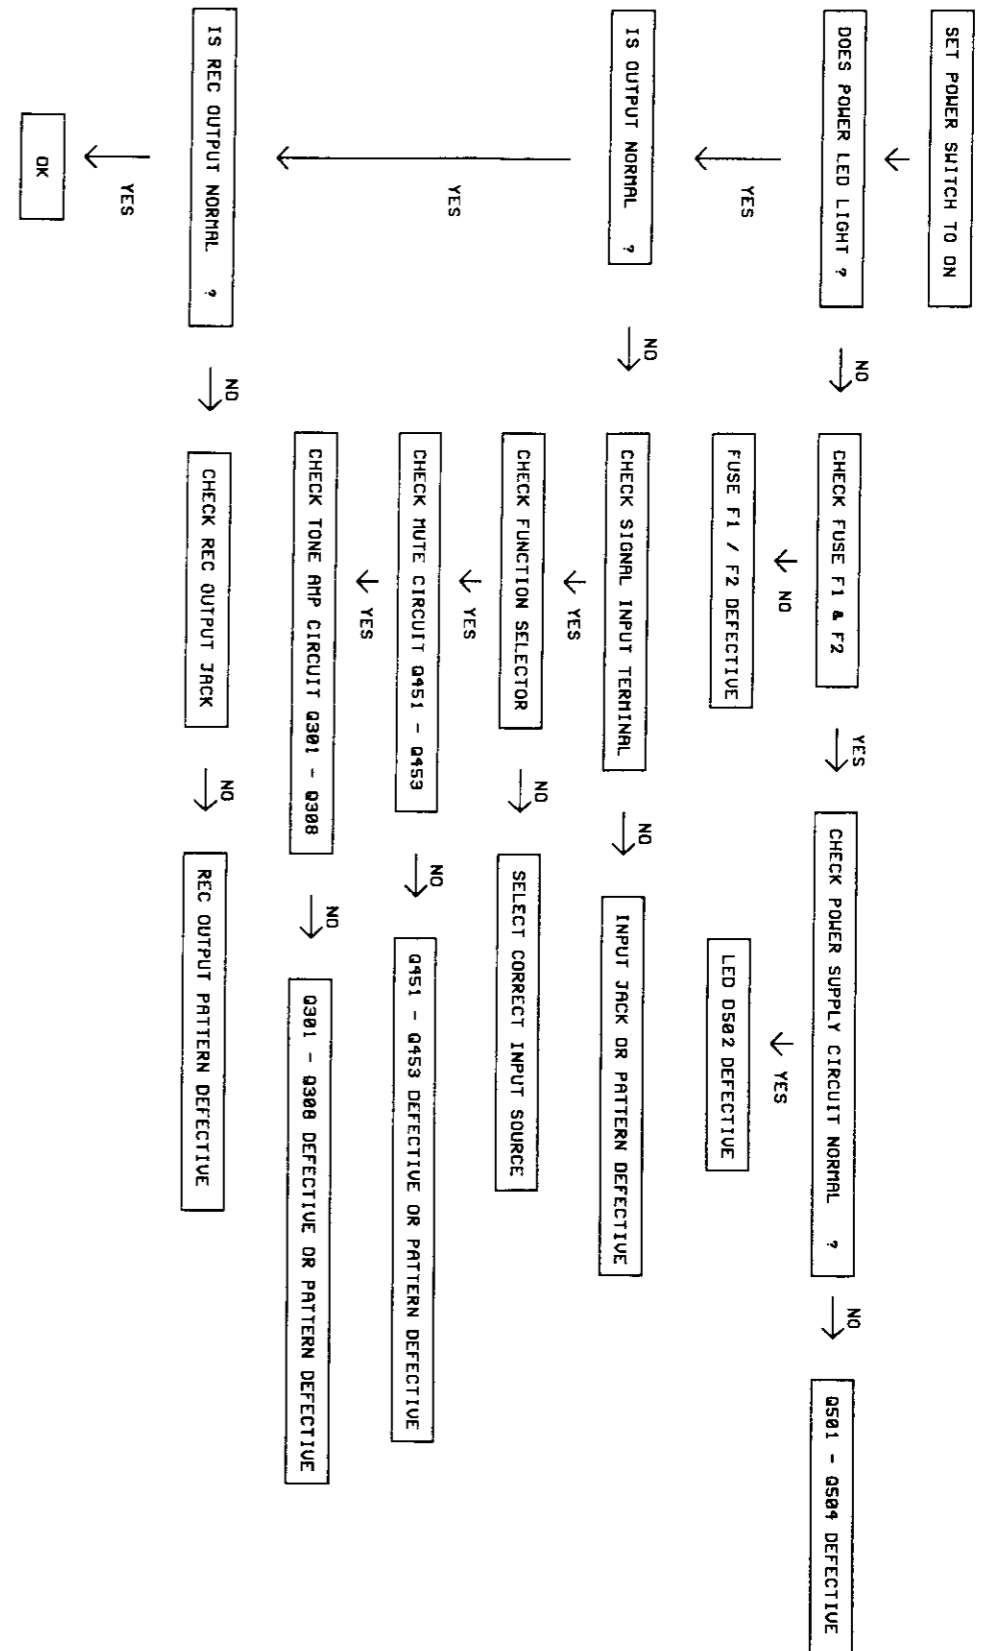 SET POWER SWITCH TO ON
DOES POWER LED LIGHT ?
NO
CHECK FUSE F1 & F2
YES
CHECK POWER SUPPLY CIRCUIT NORMAL ?
NO
Q501 - Q504 DEFECTIVE
YES
NO
FUSE F1 / F2 DEFECTIVE
YES
LED D502 DEFECTIVE
IS OUTPUT NORMAL ?
NO
CHECK SIGNAL INPUT TERMINAL
NO
INPUT JACK OR PATTERN DEFECTIVE
YES
CHECK FUNCTION SELECTOR
NO
SELECT CORRECT INPUT SOURCE
YES
YES
CHECK MUTE CIRCUIT Q451 - Q453
NO
Q451 - Q453 DEFECTIVE OR PATTERN DEFECTIVE
YES
CHECK TONE AMP CIRCUIT Q301 - Q308
NO
Q301 - Q308 DEFECTIVE OR PATTERN DEFECTIVE
IS REC OUTPUT NORMAL ?
NO
CHECK REC OUTPUT JACK
NO
REC OUTPUT PATTERN DEFECTIVE
YES
OK